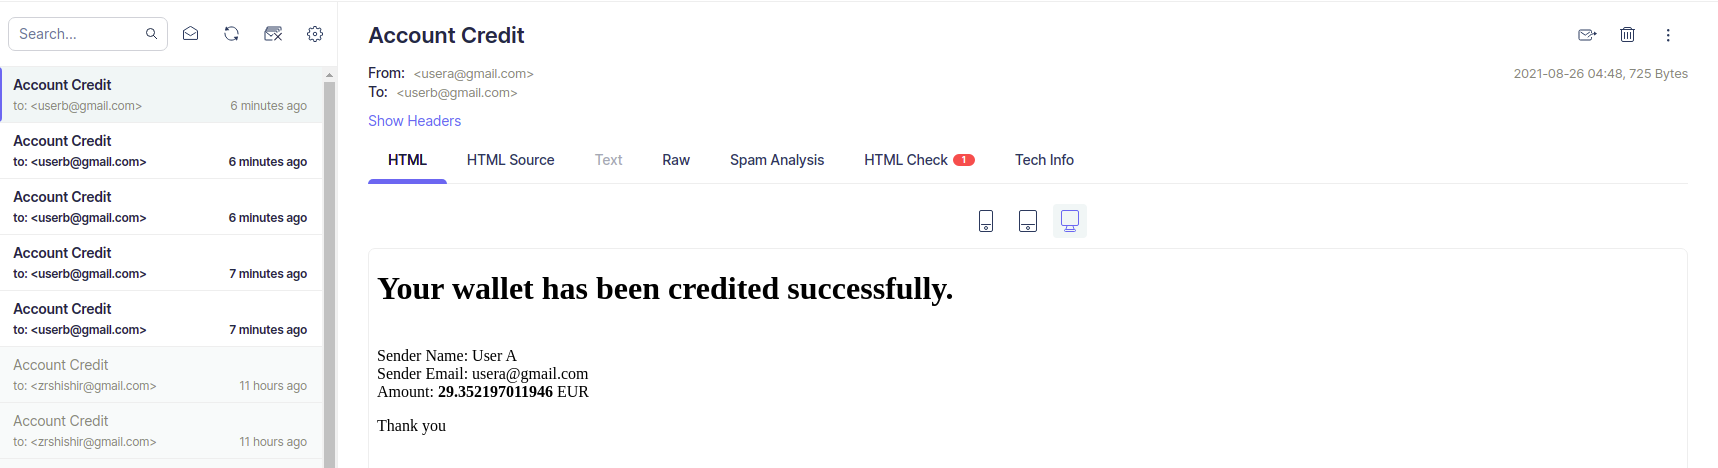 Search...
Account Credit
to: <userb@gmail.com> 6 minutes ago
Account Credit
to: <userb@gmail.com> 6 minutes ago
Account Credit
to: <userb@gmail.com> 6 minutes ago
Account Credit
to: <userb@gmail.com> 7 minutes ago
Account Credit
to: <userb@gmail.com> 7 minutes ago
Account Credit
to: <zrshishir@gmail.com> 11 hours ago
Account Credit
to: <zrshishir@gmail.com> 11 hours ago
Account Credit
From: <usera@gmail.com> 2021-08-26 04:48, 725 Bytes
To: <userb@gmail.com>
Show Headers
HTML HTML Source Text Raw Spam Analysis HTML Check 1 Tech Info
Your wallet has been credited successfully.
Sender Name: User A
Sender Email: usera@gmail.com
Amount: 29.352197011946 EUR
Thank you